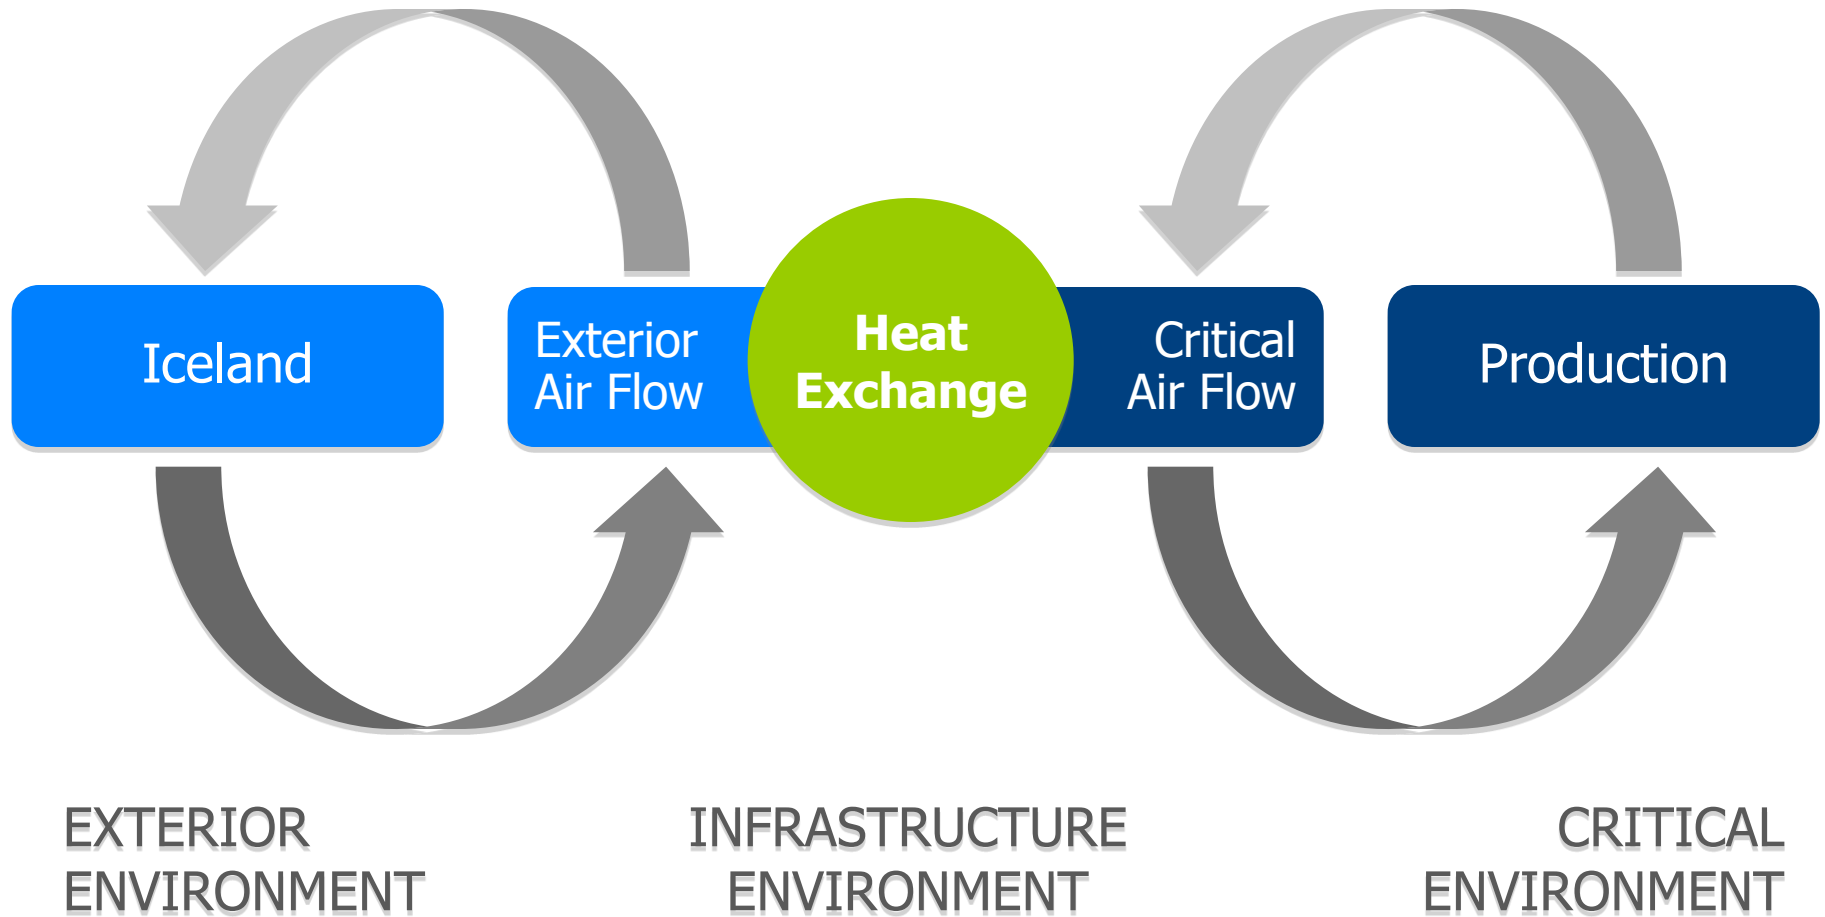 Iceland
Exterior
Air Flow
Heat
Exchange
Critical
Air Flow
Production
EXTERIOR
ENVIRONMENT
INFRASTRUCTURE
ENVIRONMENT
CRITICAL
ENVIRONMENT